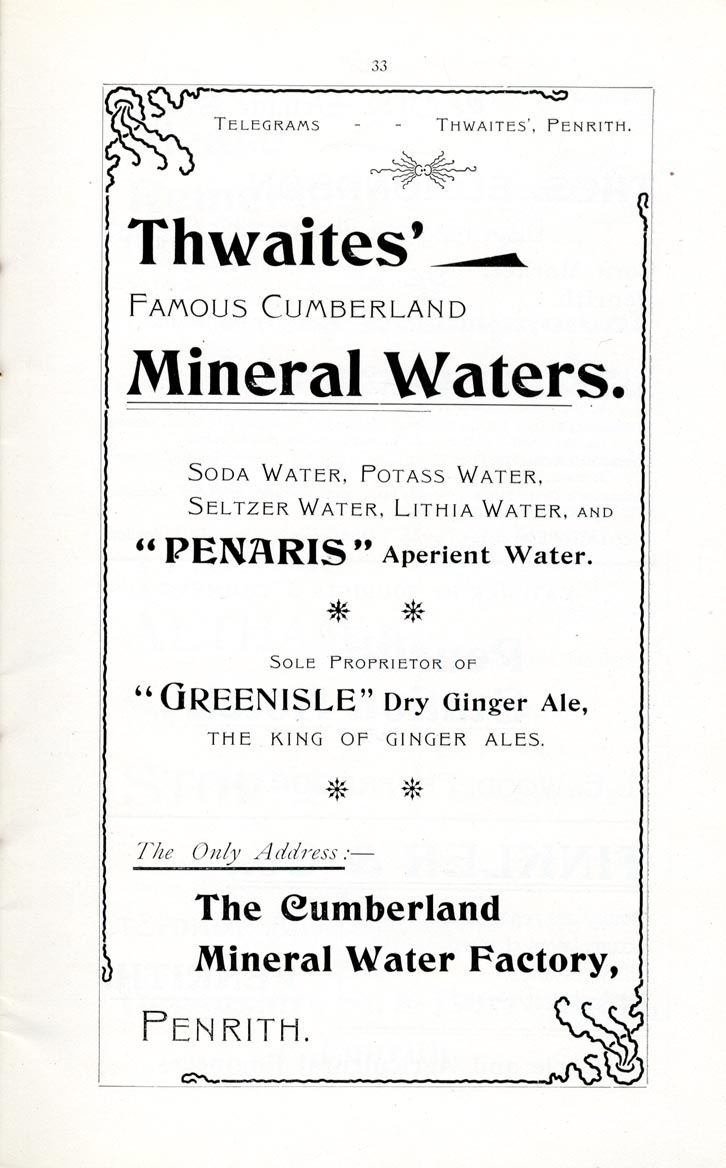 33
TELEGRAMS - - THWAITES', PENRITH.
Thwaites'
FAMOUS CUMBERLAND
Mineral Waters.
SODA WATER, POTASS WATER,
SELTZER WATER, LITHIA WATER, AND
"PENARIS" Aperient Water.
SOLE PROPRIETOR OF
"GREENISLE" Dry Ginger Ale,
THE KING OF GINGER ALES.
The Only Address:—
The Cumberland
Mineral Water Factory,
PENRITH.